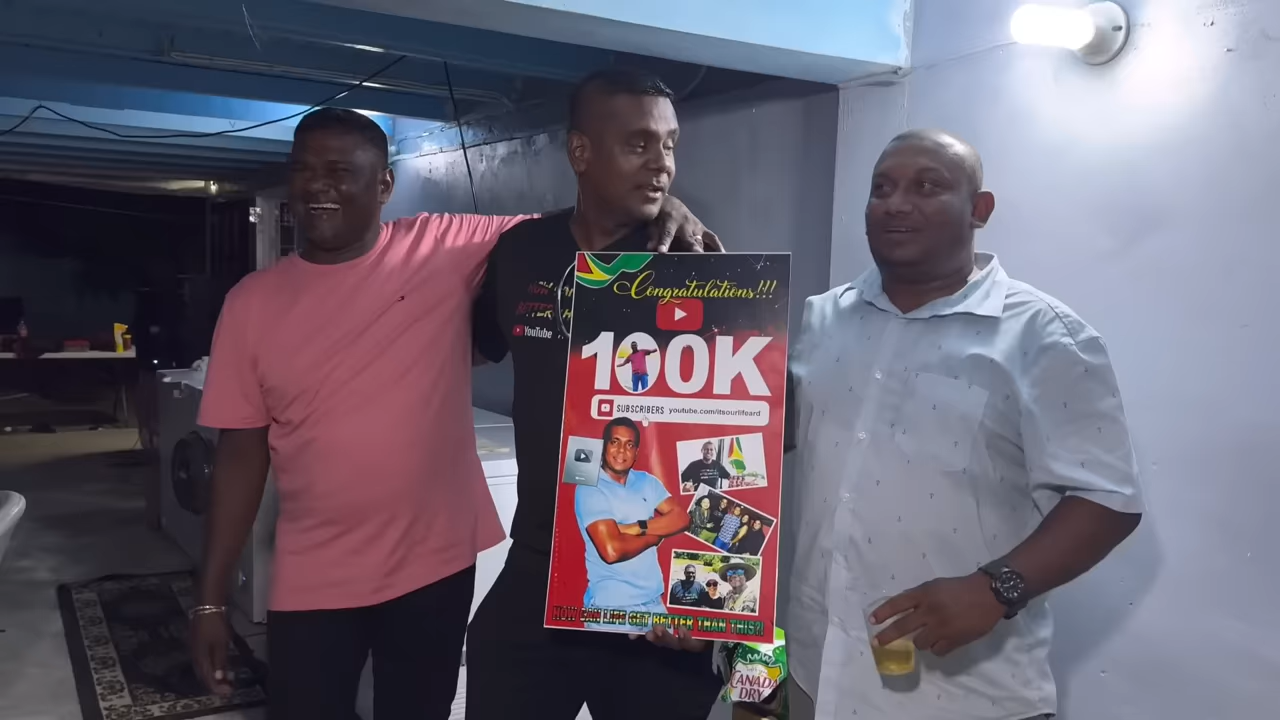 Congratulations!!!
100K
SUBSCRIBERS youtube.com/itsourlifeard
HOW CAN LIFE GET BETTER THAN THIS?!
YouTube
CANADA
DRY